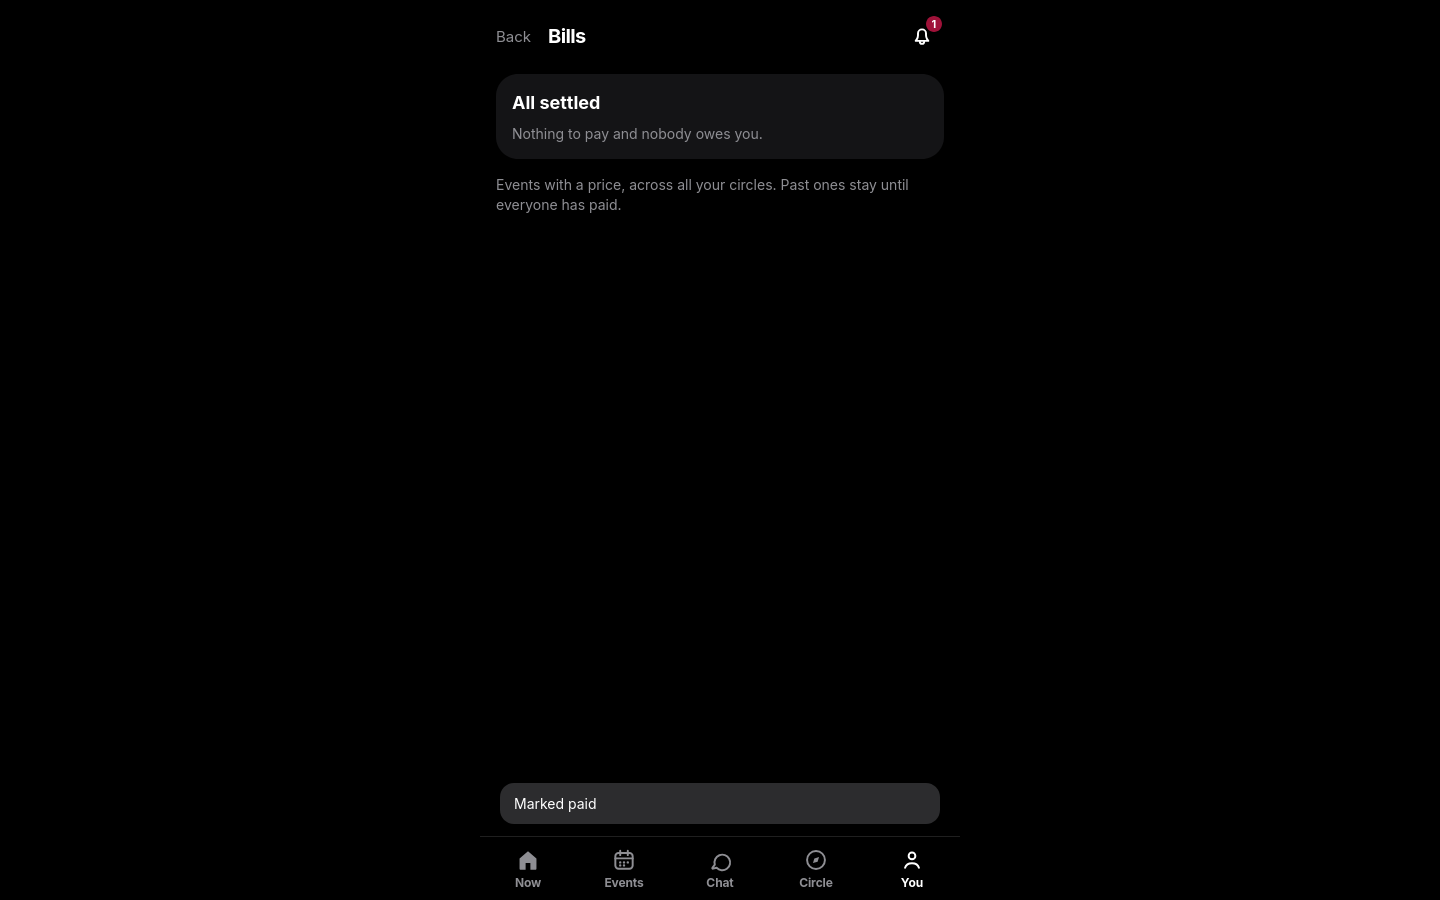 Back
Bills
1
All settled
Nothing to pay and nobody owes you.
Events with a price, across all your circles. Past ones stay until
everyone has paid.
Marked paid
Now
Events
Chat
Circle
You